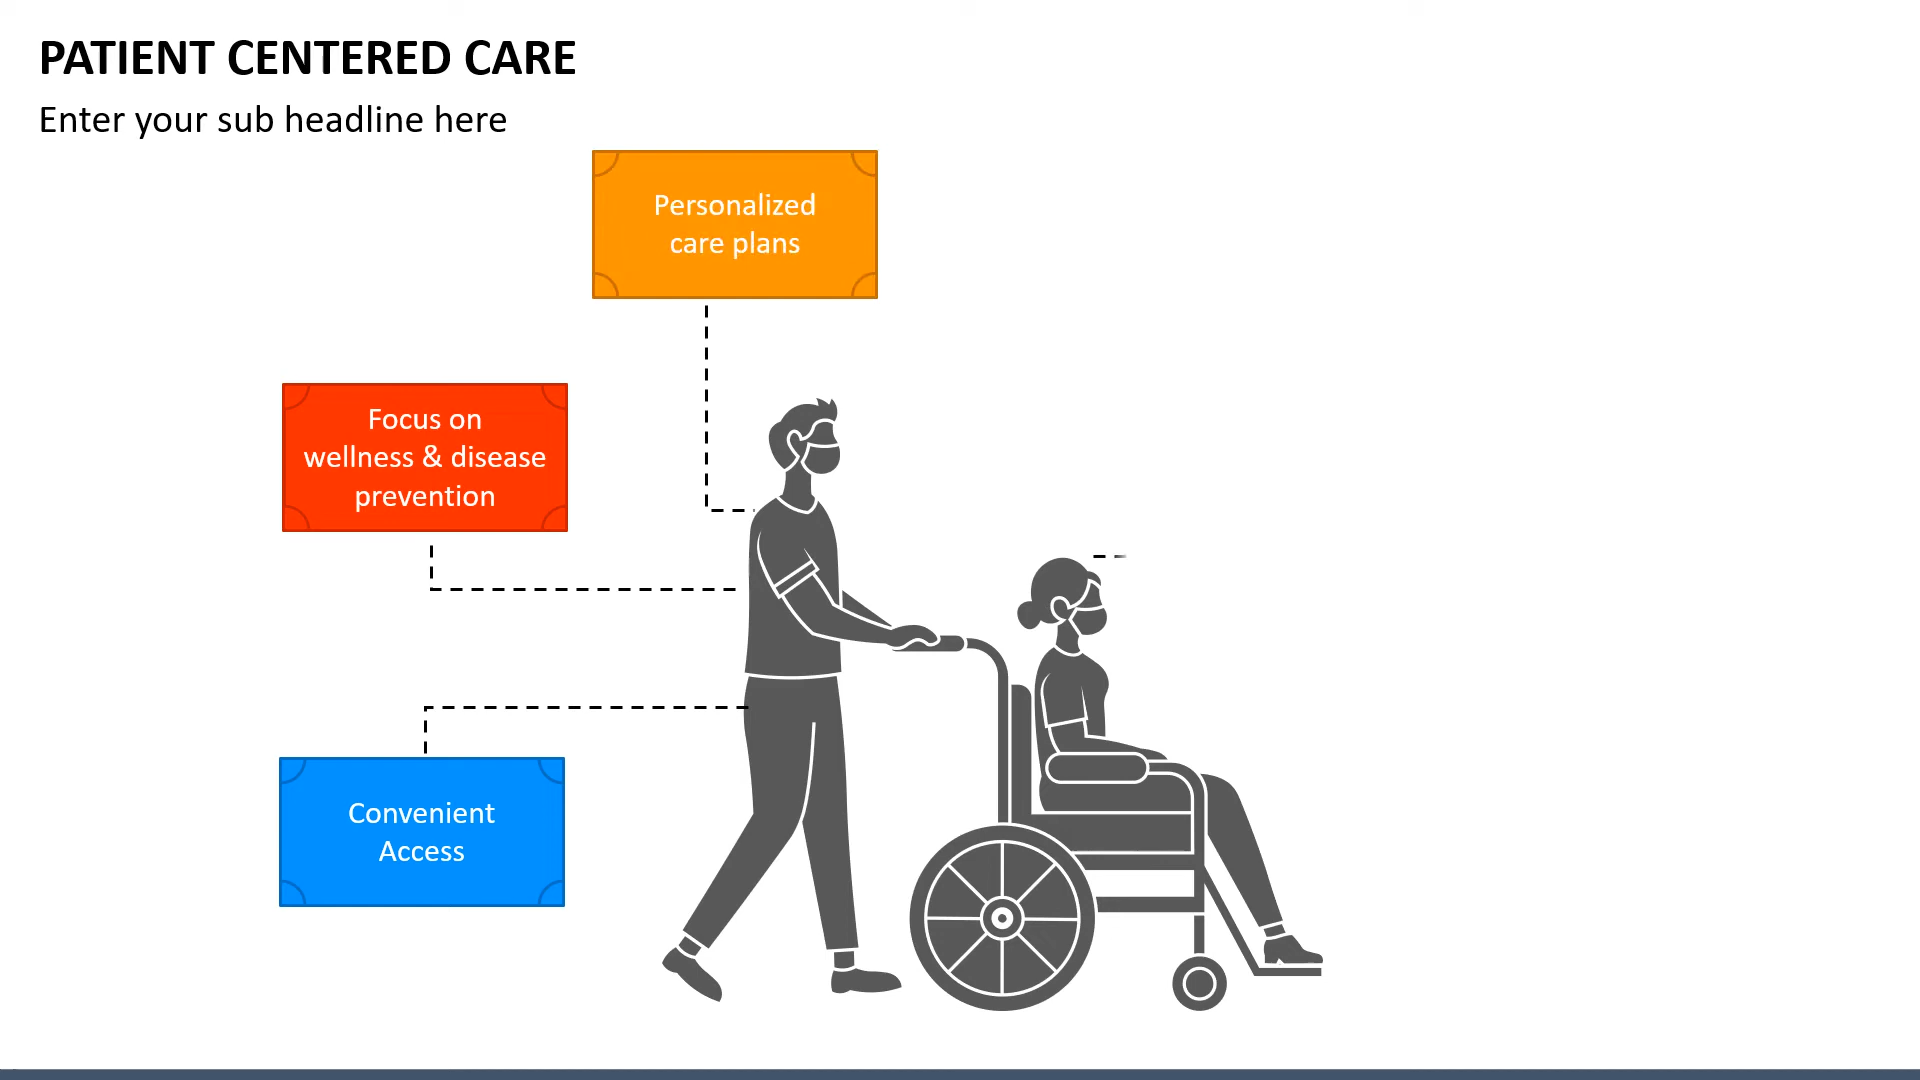 PATIENT CENTERED CARE
Enter your sub headline here
Personalized
care plans
Focus on
wellness & disease
prevention
Convenient
Access